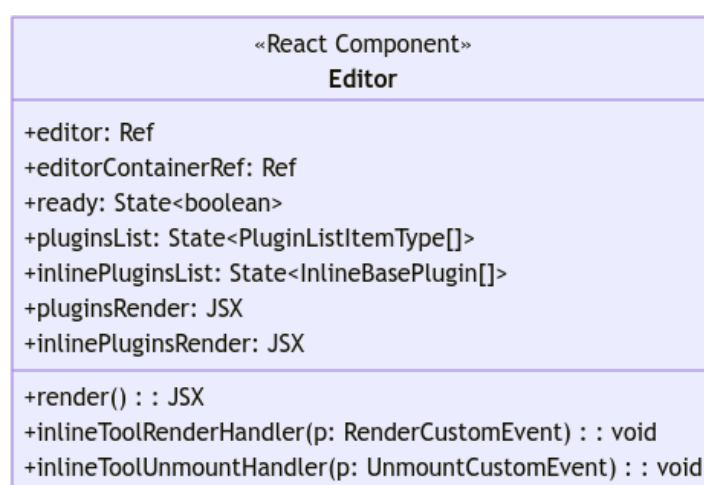 «React Component»
Editor
+editor: Ref
+editorContainerRef: Ref
+ready: State<boolean>
+pluginsList: State<PluginListItemType[]>
+inlinePluginsList: State<InlineBasePlugin[]>
+pluginsRender: JSX
+inlinePluginsRender: JSX
+render() : : JSX
+inlineToolRenderHandler(p: RenderCustomEvent) : : void
+inlineToolUnmountHandler(p: UnmountCustomEvent) : : void